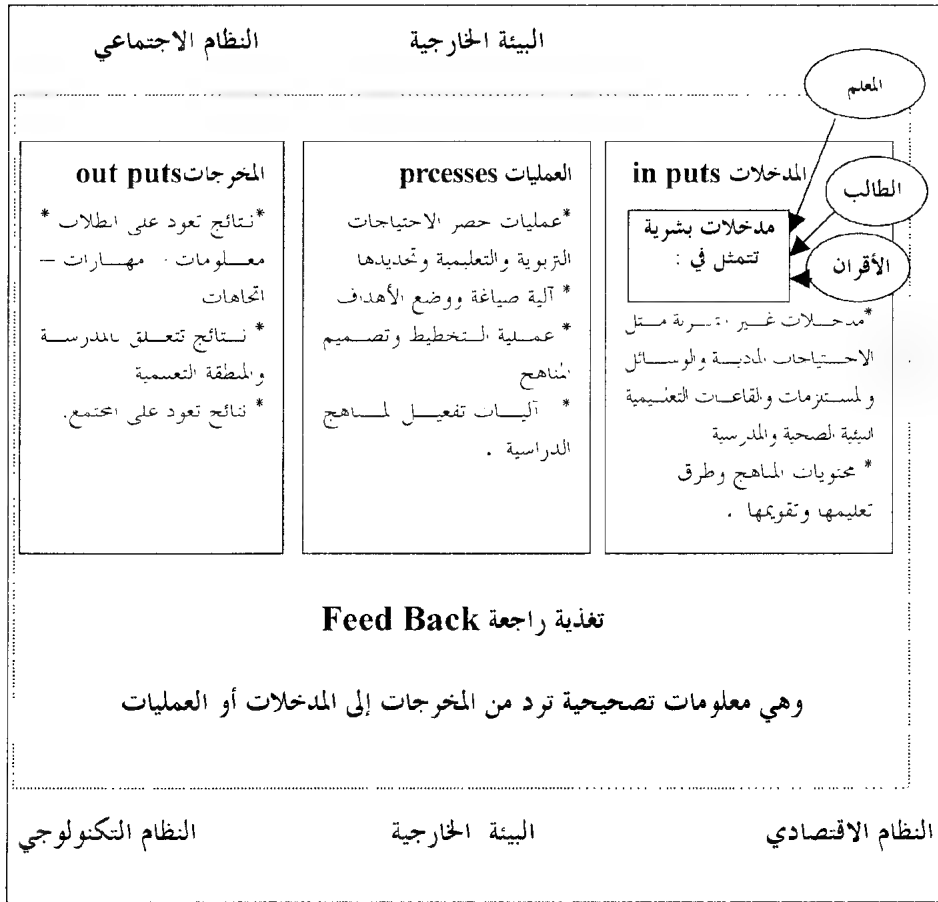 البيئة الخارجية
النظام الاجتماعي
المعلم
الطالب
الأقران
المدخلات in puts
مدخلات بشرية
تتمثل في :
*مدخلات غير بشرية مثل
الاحتياجات المادية والوسائل
والمستلزمات والقاعات التعليمية
البيئية الصحية والمدرسية
* محتويات المناهج وطرق
تعليمها وتقويمها .
العمليات prcesses
*عمليات حصر الاحتياجات
التربوية والتعليمية وتحديدها
* آلية صياغة ووضع الأهداف
* عملية التخطيط وتصميم
المناهج
* آليات تفعيل المناهج
الدراسية .
المخرجات out puts
*نتائج تعود على الطلاب *
معلومات - مهارات –
اتجاهات
* نتائج تتعلق بالمدرسة
والمنطقة التعليمية
* نتائج تعود على المجتمع.
تغذية راجعة Feed Back
وهي معلومات تصحيحية ترد من المخرجات إلى المدخلات أو العمليات
النظام الاقتصادي
البيئة الخارجية
النظام التكنولوجي